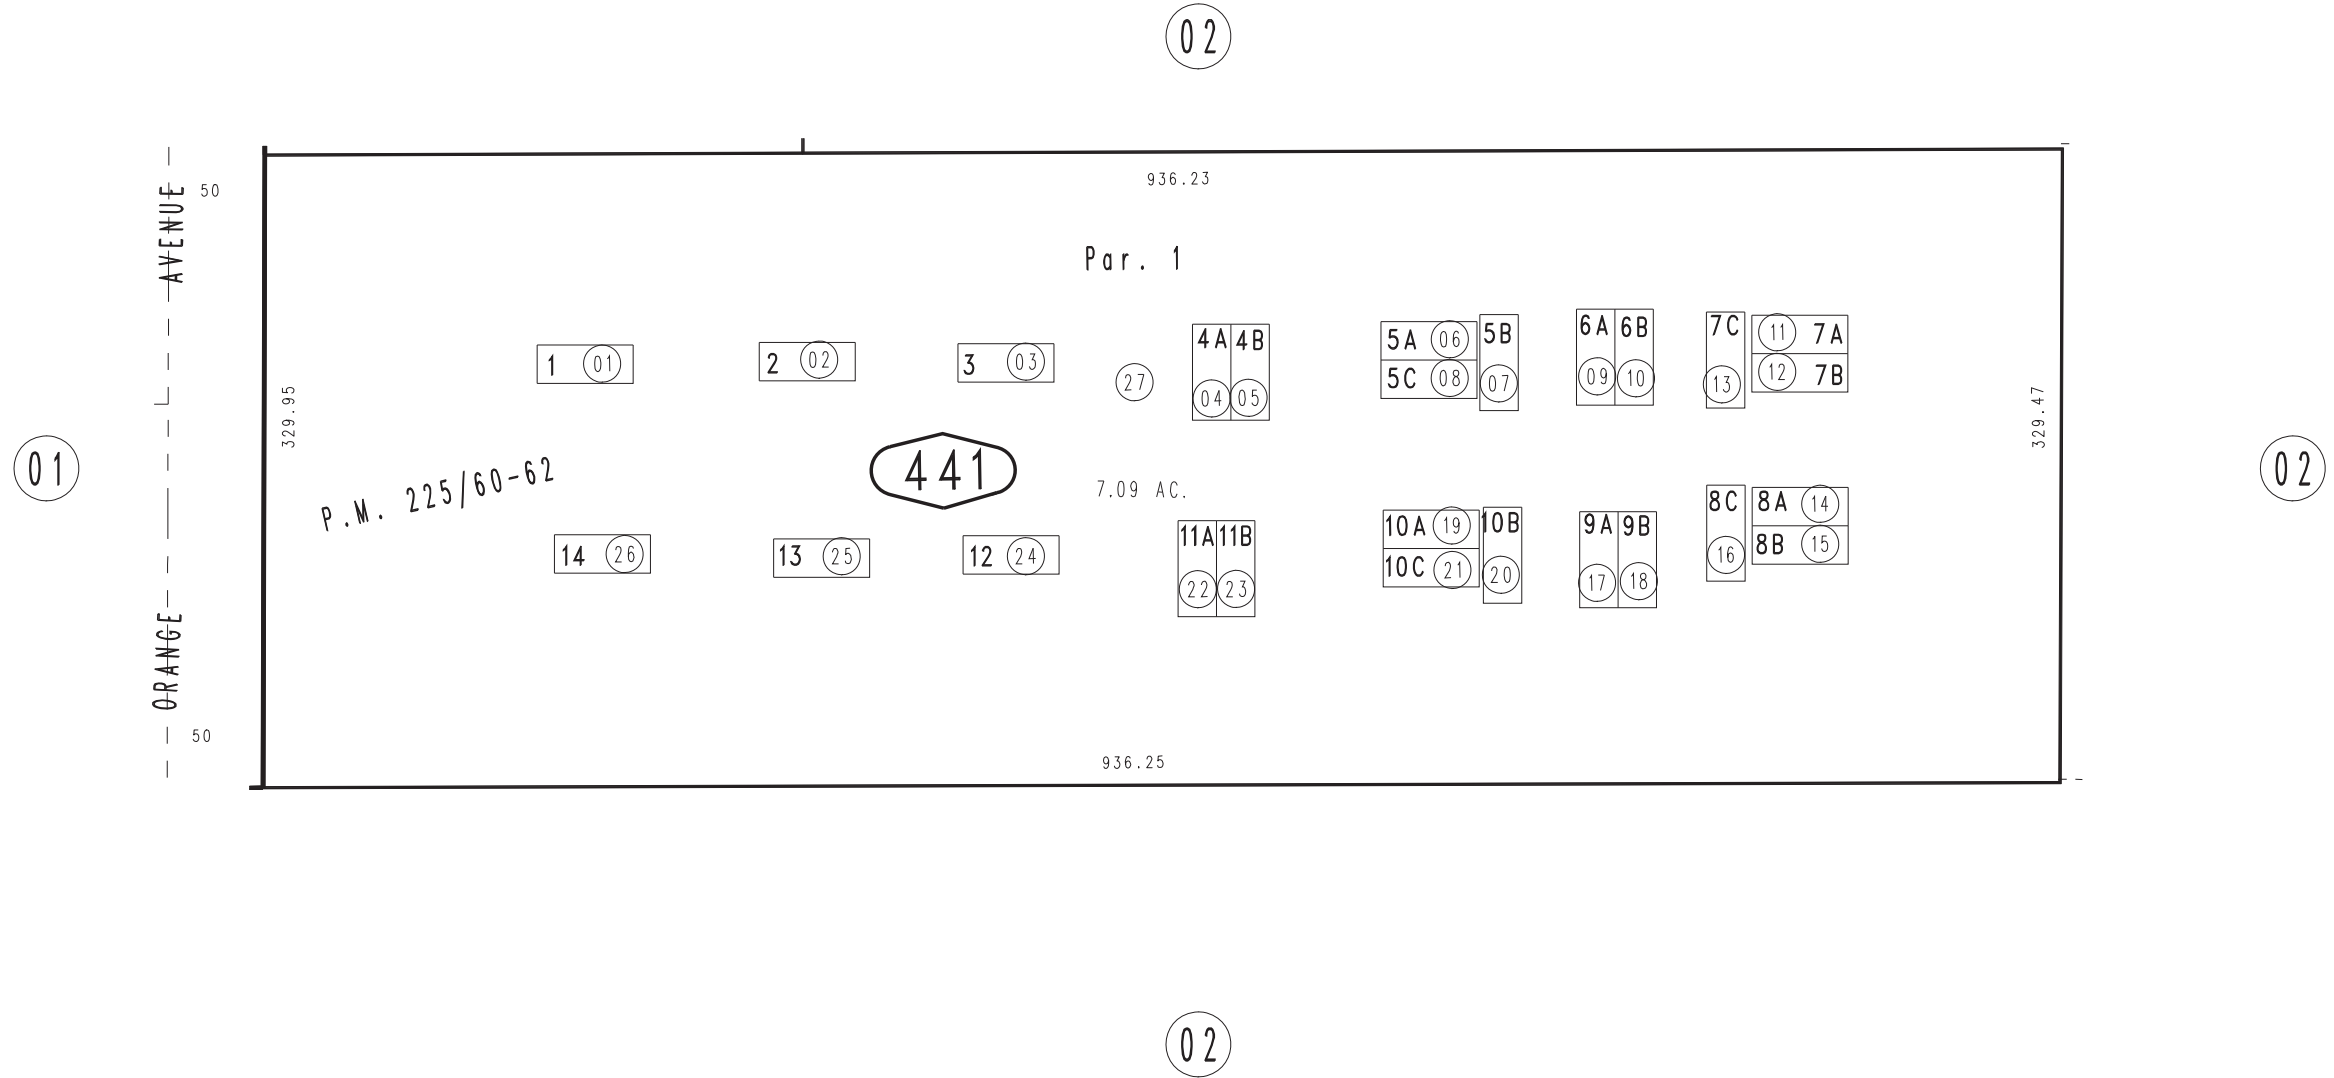 02
50
AVENUE
936.23
Par. 1
4A 4B
5A 06 5B
5C 08
6A 6B
7C 11 7A
12 7B
1 01
2 02
3 03
27
04 05
07
09 10
13
329.95
329.47
01
P.M. 225/60-62
441
7.09 AC.
02
8C 8A 14
8B 15
11A 11B
10A 19 10B
10C 21
9A 9B
14 26
13 25
12 24
22 23
20
17 18
16
ORANGE
50
936.25
02